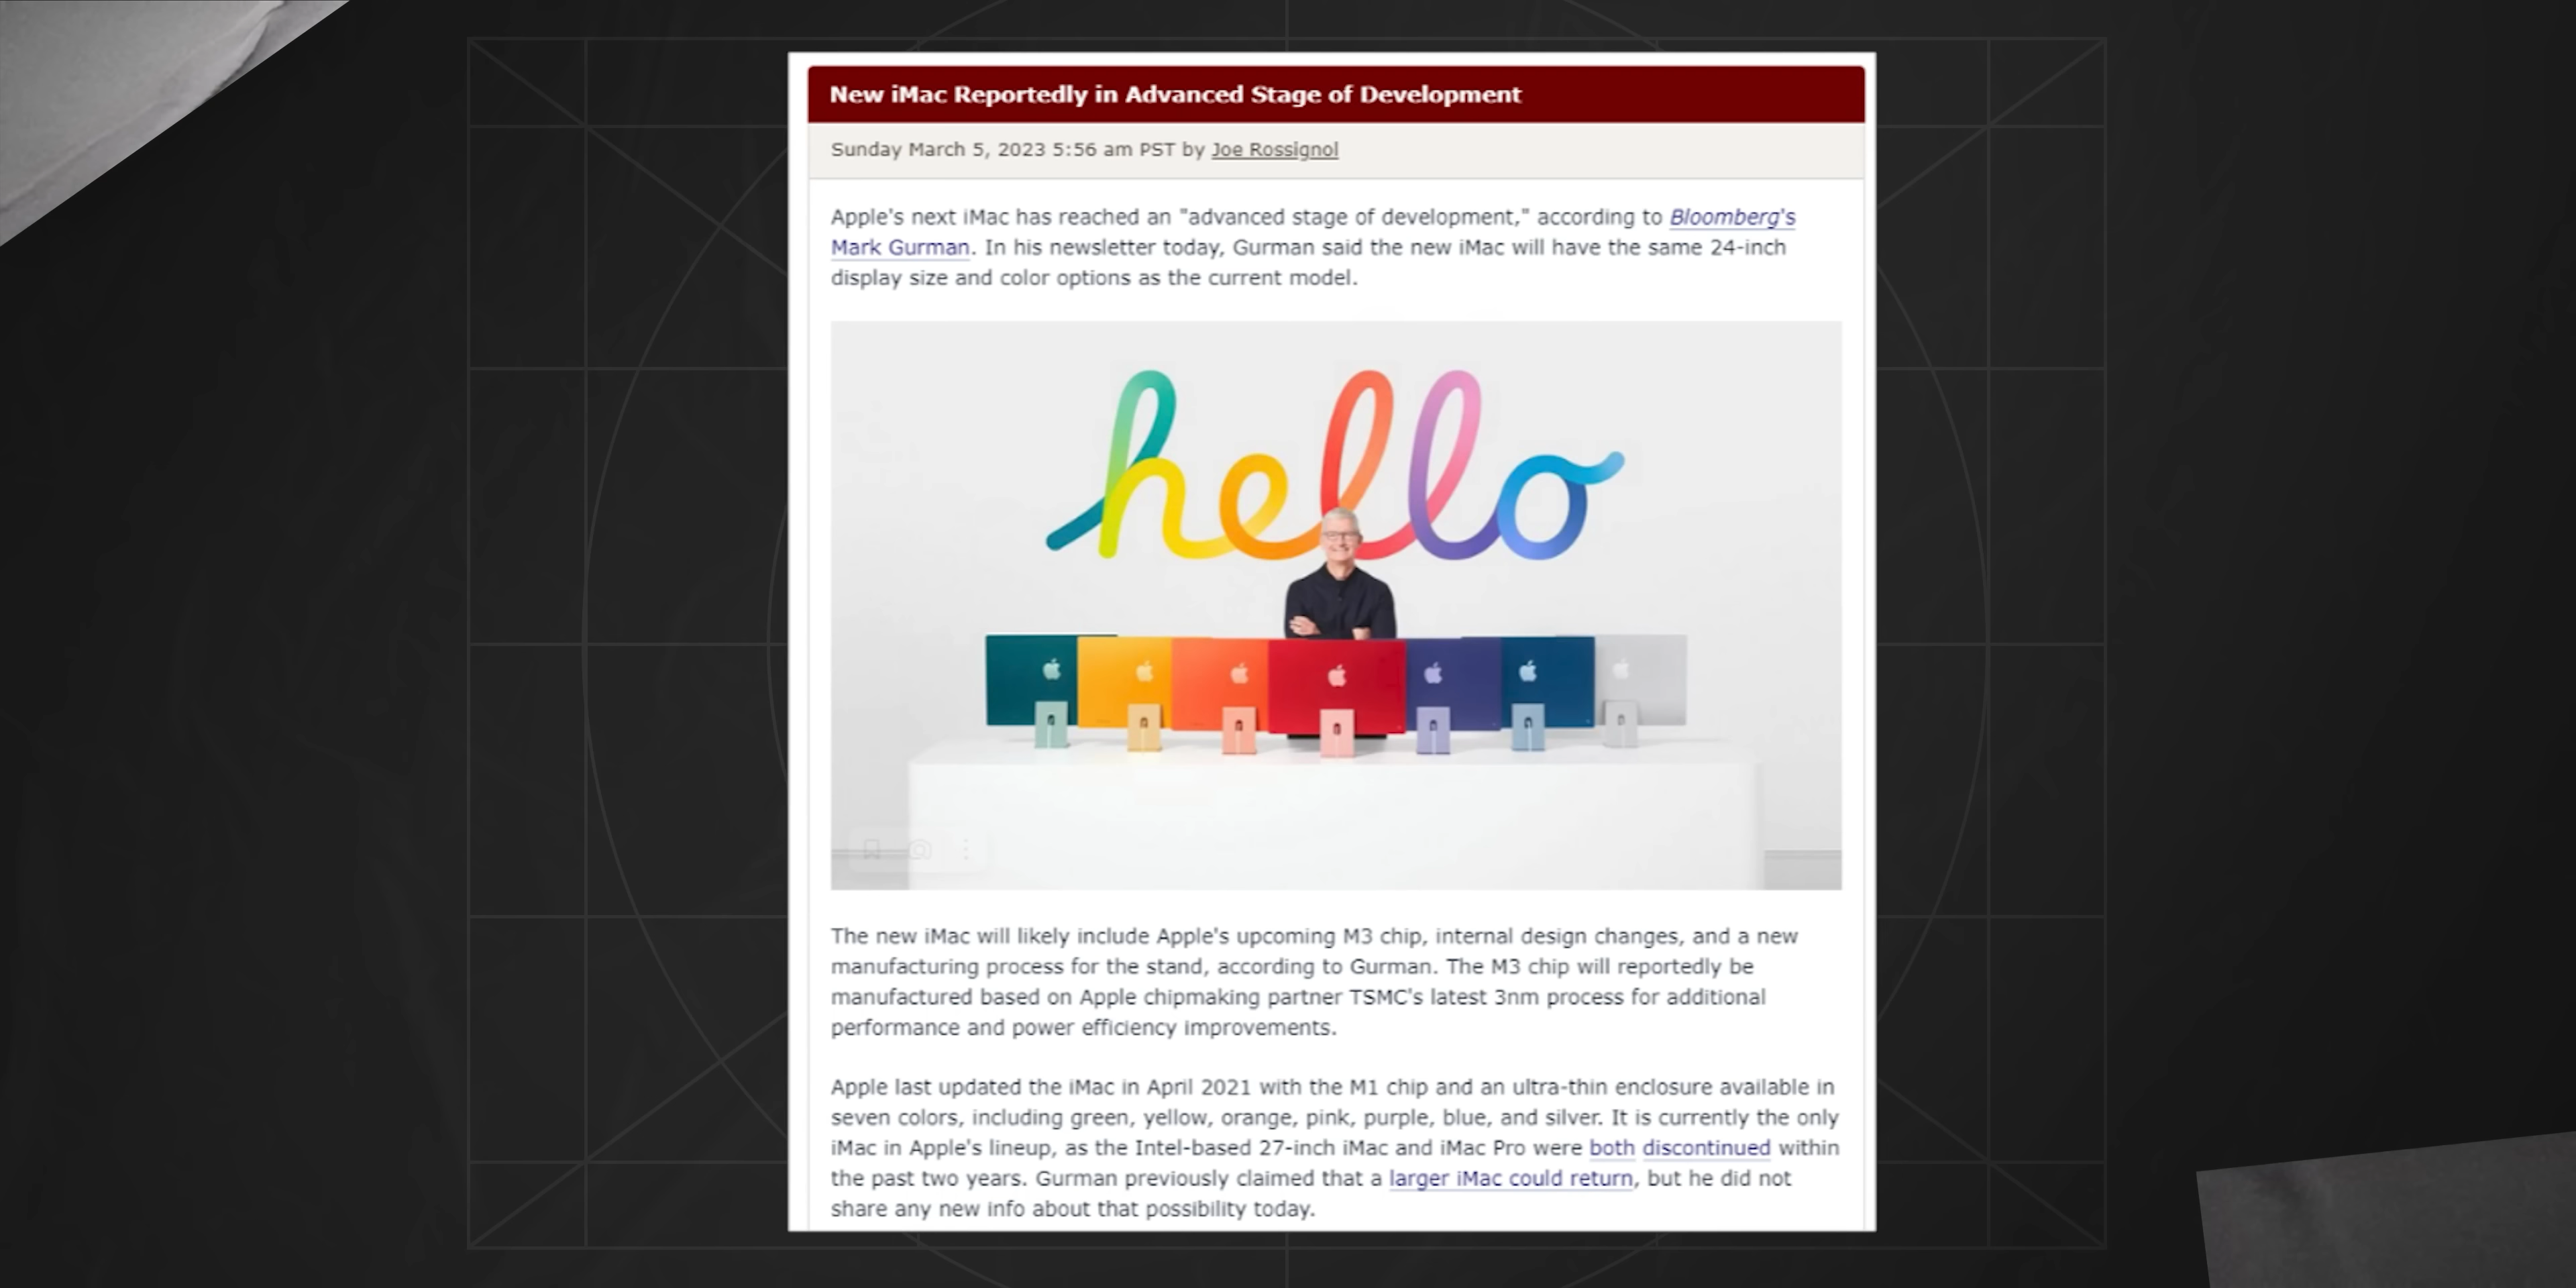 New iMac Reportedly in Advanced Stage of Development
Sunday March 5, 2023 5:56 am PST by Joe Rossignol
Apple's next iMac has reached an "advanced stage of development," according to Bloomberg's
Mark Gurman. In his newsletter today, Gurman said the new iMac will have the same 24-inch
display size and color options as the current model.
hello
The new iMac will likely include Apple's upcoming M3 chip, internal design changes, and a new
manufacturing process for the stand, according to Gurman. The M3 chip will reportedly be
manufactured based on Apple chipmaking partner TSMC's latest 3nm process for additional
performance and power efficiency improvements.
Apple last updated the iMac in April 2021 with the M1 chip and an ultra-thin enclosure available in
seven colors, including green, yellow, orange, pink, purple, blue, and silver. It is currently the only
iMac in Apple's lineup, as the Intel-based 27-inch iMac and iMac Pro were both discontinued within
the past two years. Gurman previously claimed that a larger iMac could return, but he did not
share any new info about that possibility today.